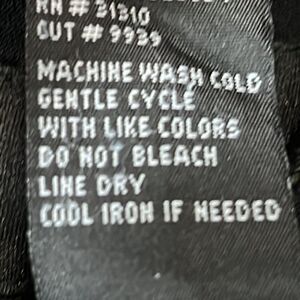 RN # 31310
CUT # 9939
MACHINE WASH COLD
GENTLE CYCLE
WITH LIKE COLORS
DO NOT BLEACH
LINE DRY
COOL IRON IF NEEDED